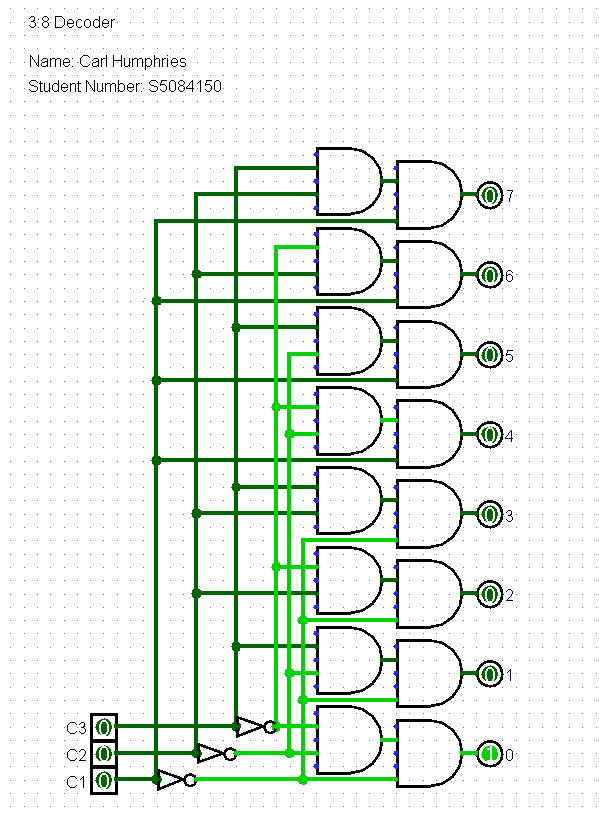 3:8 Decoder
Name: Carl Humphries
Student Number: S5084150
0 7
0 6
0 5
0 4
0 3
0 2
0 1
C3 0
C2 0
1 0
C1 0